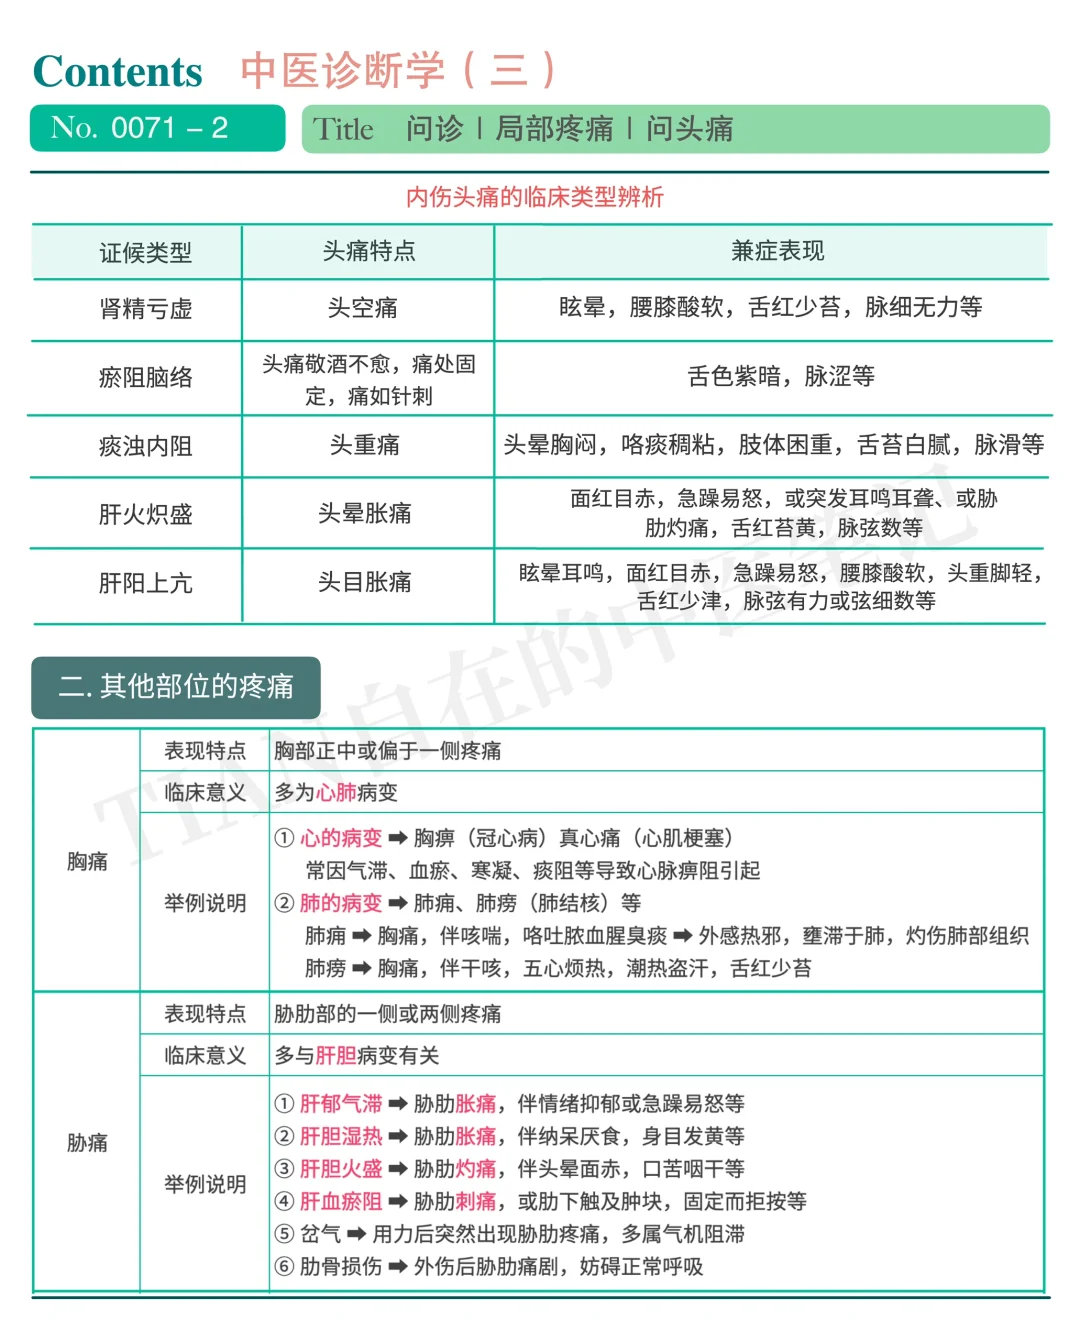 Contents 中医诊断学（三）
No. 0071 – 2
Title 问诊 | 局部疼痛 | 问头痛
内伤头痛的临床类型辨析
证候类型 头痛特点 兼症表现
肾精亏虚 头空痛 眩晕，腰膝酸软，舌红少苔，脉细无力等
瘀阻脑络 头痛敬酒不愈，痛处固
定，痛如针刺 舌色紫暗，脉涩等
痰浊内阻 头重痛 头晕胸闷，咯痰稠粘，肢体困重，舌苔白腻，脉滑等
肝火炽盛 头晕胀痛 面红目赤，急躁易怒，或突发耳鸣耳聋、或胁
肋灼痛，舌红苔黄，脉弦数等
肝阳上亢 头目胀痛 眩晕耳鸣，面红目赤，急躁易怒，腰膝酸软，头重脚轻，
舌红少津，脉弦有力或弦细数等
二. 其他部位的疼痛
胸痛
表现特点 胸部正中或偏于一侧疼痛
临床意义 多为心肺病变
举例说明
① 心的病变 ➡ 胸痹（冠心病）真心痛（心肌梗塞）
常因气滞、血瘀、寒凝、痰阻等导致心脉痹阻引起
② 肺的病变 ➡ 肺痈、肺痨（肺结核）等
肺痈 ➡ 胸痛，伴咳喘，咯吐脓血腥臭痰 ➡ 外感热邪，壅滞于肺，灼伤肺部组织
肺痨 ➡ 胸痛，伴干咳，五心烦热，潮热盗汗，舌红少苔
胁痛
表现特点 胁肋部的一侧或两侧疼痛
临床意义 多与肝胆病变有关
举例说明
① 肝郁气滞 ➡ 胁肋胀痛，伴情绪抑郁或急躁易怒等
② 肝胆湿热 ➡ 胁肋胀痛，伴纳呆厌食，身目发黄等
③ 肝胆火盛 ➡ 胁肋灼痛，伴头晕面赤，口苦咽干等
④ 肝血瘀阻 ➡ 胁肋刺痛，或肋下触及肿块，固定而拒按等
⑤ 岔气 ➡ 用力后突然出现胁肋疼痛，多属气机阻滞
⑥ 肋骨损伤 ➡ 外伤后胁肋痛剧，妨碍正常呼吸
TIAN自在的中医笔记